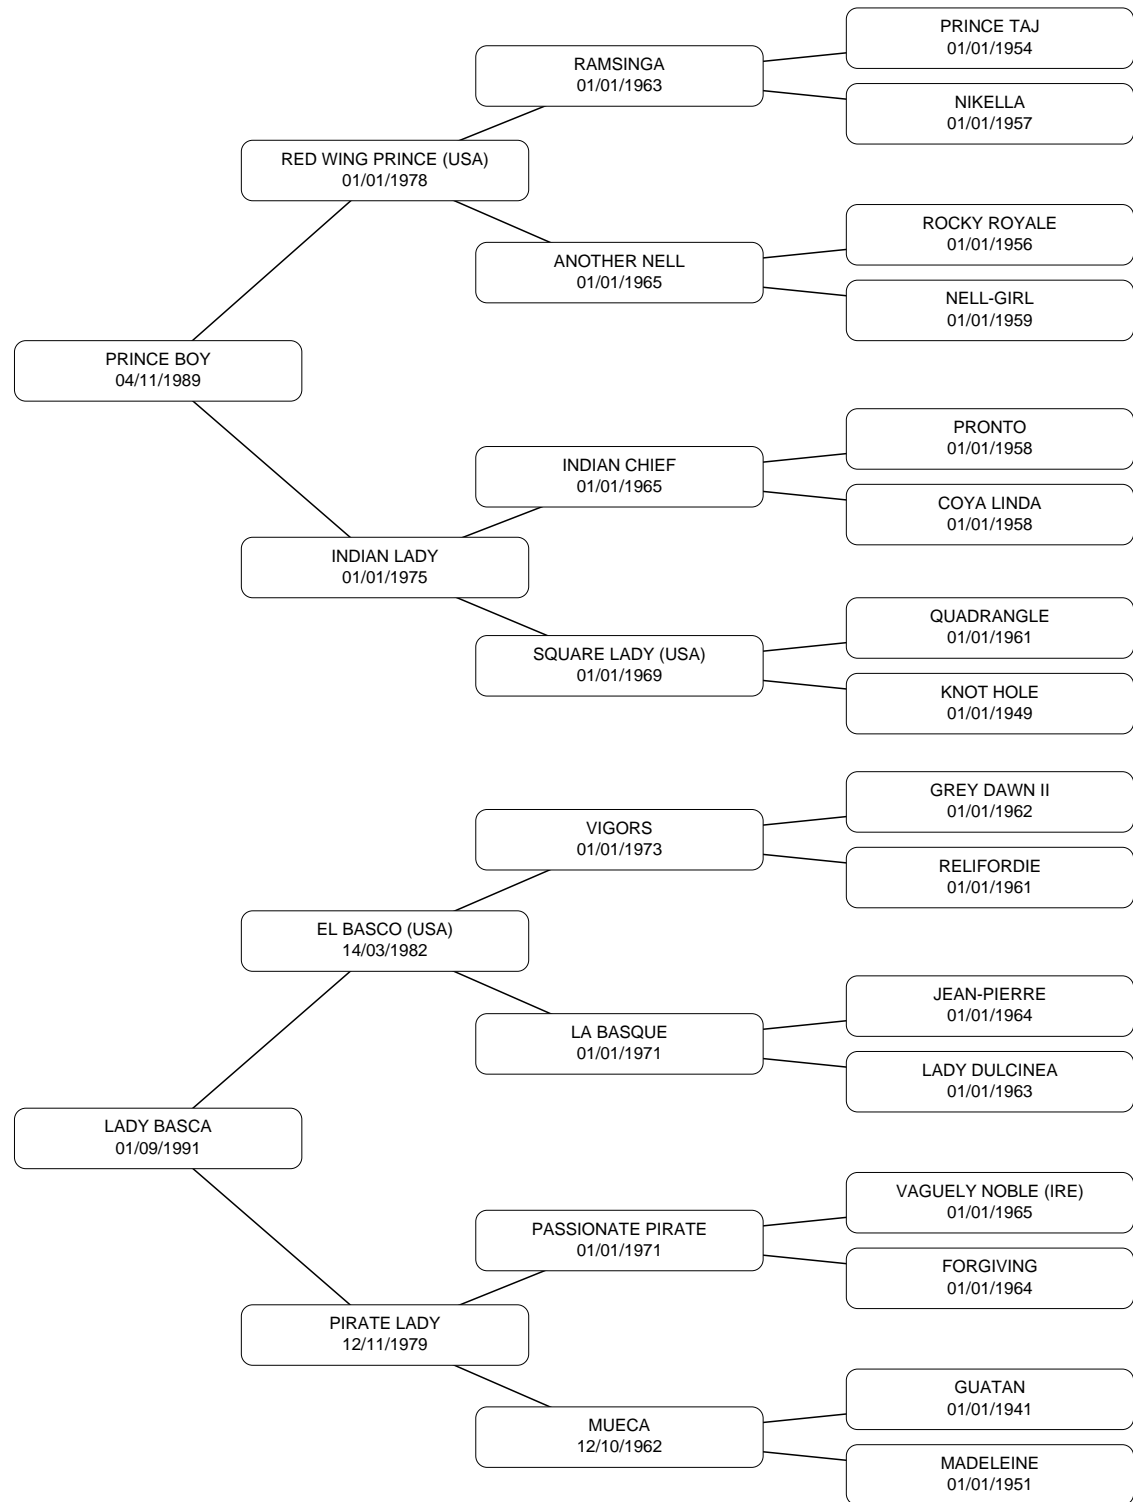 PRINCE TAJ
01/01/1954
RAMSINGA
01/01/1963
NIKELLA
01/01/1957
RED WING PRINCE (USA)
01/01/1978
ROCKY ROYALE
01/01/1956
ANOTHER NELL
01/01/1965
NELL-GIRL
01/01/1959
PRINCE BOY
04/11/1989
PRONTO
01/01/1958
INDIAN CHIEF
01/01/1965
COYA LINDA
01/01/1958
INDIAN LADY
01/01/1975
QUADRANGLE
01/01/1961
SQUARE LADY (USA)
01/01/1969
KNOT HOLE
01/01/1949
GREY DAWN II
01/01/1962
VIGORS
01/01/1973
RELIFORDIE
01/01/1961
EL BASCO (USA)
14/03/1982
JEAN-PIERRE
01/01/1964
LA BASQUE
01/01/1971
LADY DULCINEA
01/01/1963
LADY BASCA
01/09/1991
VAGUELY NOBLE (IRE)
01/01/1965
PASSIONATE PIRATE
01/01/1971
FORGIVING
01/01/1964
PIRATE LADY
12/11/1979
GUATAN
01/01/1941
MUECA
12/10/1962
MADELEINE
01/01/1951